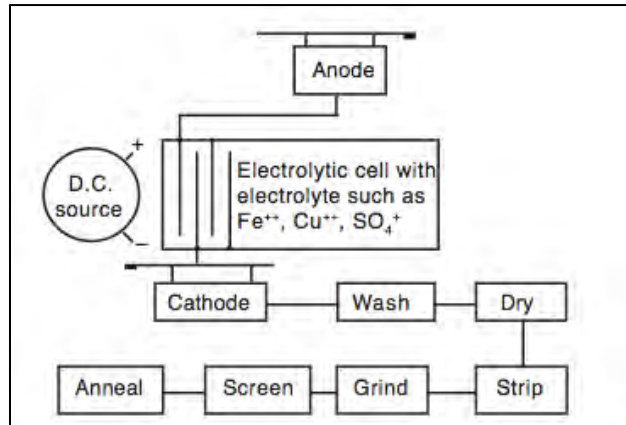 Anode
+
D.C.
source
−
Electrolytic cell with
electrolyte such as
Fe⁺⁺, Cu⁺⁺, SO₄⁺
Cathode
Wash
Dry
Anneal
Screen
Grind
Strip